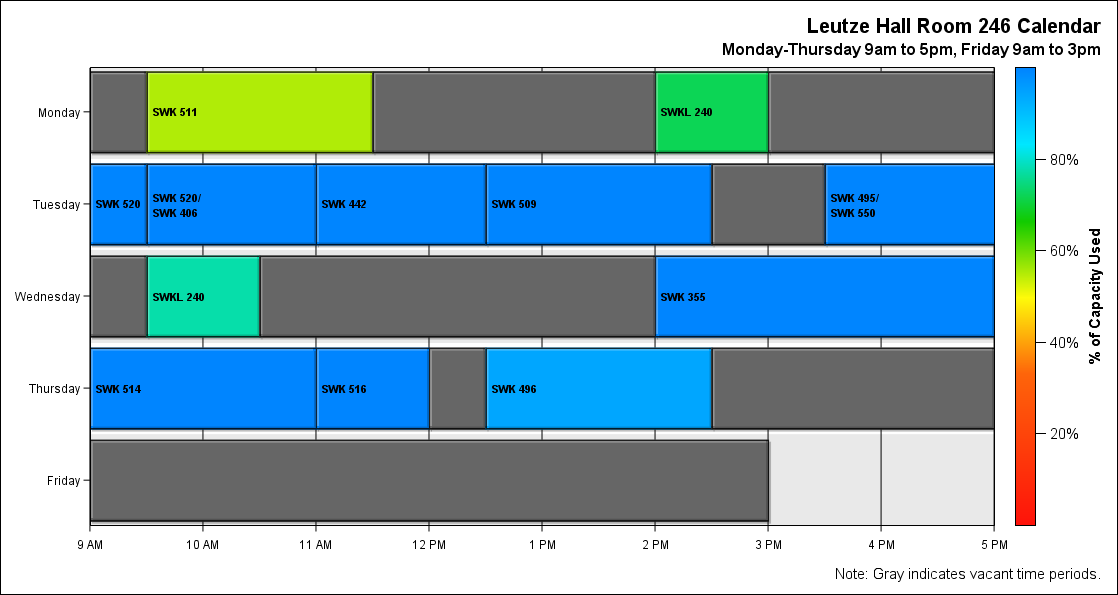 Leutze Hall Room 246 Calendar
Monday-Thursday 9am to 5pm, Friday 9am to 3pm
Monday
SWK 511
SWKL 240
Tuesday
SWK 520
SWK 520/
SWK 406
SWK 442
SWK 509
SWK 495/
SWK 550
Wednesday
SWKL 240
SWK 355
Thursday
SWK 514
SWK 516
SWK 496
Friday
9 AM
10 AM
11 AM
12 PM
1 PM
2 PM
3 PM
4 PM
5 PM
80%
60%
40%
20%
% of Capacity Used
Note: Gray indicates vacant time periods.